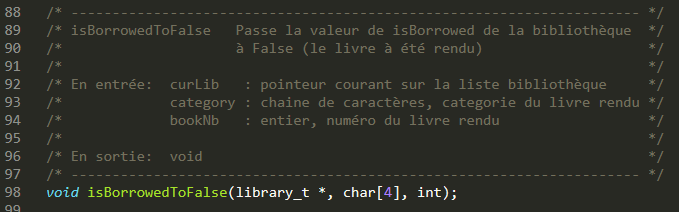 88 /* ------------------------------------------------------------------- */
89 /* isBorrowedToFalse   Passe la valeur de isBorrowed de la bibliothèque  */
90 /*                     à False (le livre à été rendu)                    */
91 /*                                                                     */
92 /* En entrée:  curLib   : pointeur courant sur la liste bibliothèque     */
93 /*             category : chaine de caractères, categorie du livre rendu */
94 /*             bookNb   : entier, numéro du livre rendu                  */
95 /*                                                                     */
96 /* En sortie:  void                                                      */
97 /* ------------------------------------------------------------------- */
98 void isBorrowedToFalse(library_t *, char[4], int);
99